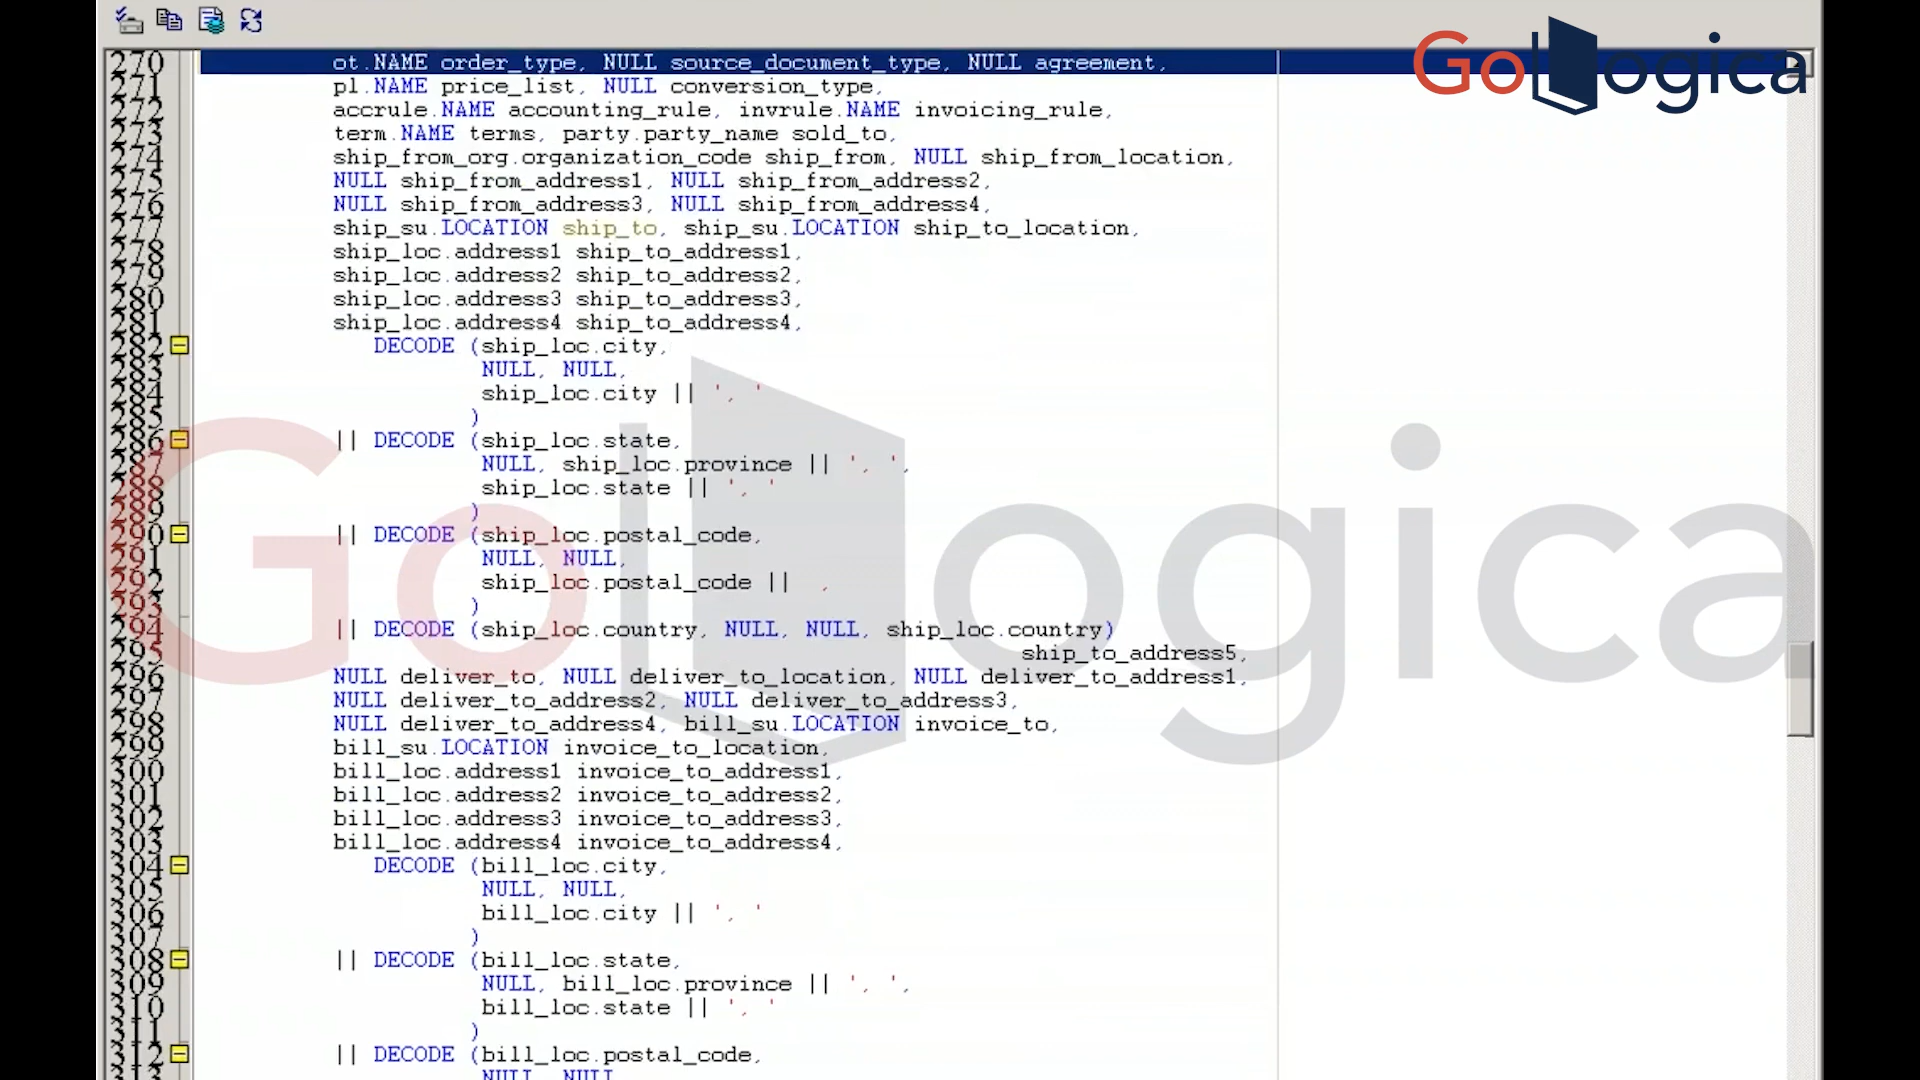 GoLogica
270 ot.NAME order_type, NULL source_document_type, NULL agreement,
271 pl.NAME price_list, NULL conversion_type,
272 accrule.NAME accounting_rule, invrule.NAME invoicing_rule,
273 term.NAME terms, party.party_name sold_to,
274 ship_from_org.organization_code ship_from, NULL ship_from_location,
275 NULL ship_from_address1, NULL ship_from_address2,
276 NULL ship_from_address3, NULL ship_from_address4,
277 ship_su.LOCATION ship_to, ship_su.LOCATION ship_to_location,
278 ship_loc.address1 ship_to_address1,
279 ship_loc.address2 ship_to_address2,
280 ship_loc.address3 ship_to_address3,
281 ship_loc.address4 ship_to_address4,
282 DECODE (ship_loc.city,
283 NULL, NULL,
284 ship_loc.city || ', '
285 )
286 || DECODE (ship_loc.state,
287 NULL, ship_loc.province || ', ',
288 ship_loc.state || ', '
289 )
290 || DECODE (ship_loc.postal_code,
291 NULL, NULL,
292 ship_loc.postal_code || ,
293 )
294 || DECODE (ship_loc.country, NULL, NULL, ship_loc.country)
295 ship_to_address5,
296 NULL deliver_to, NULL deliver_to_location, NULL deliver_to_address1,
297 NULL deliver_to_address2, NULL deliver_to_address3,
298 NULL deliver_to_address4, bill_su.LOCATION invoice_to,
299 bill_su.LOCATION invoice_to_location,
300 bill_loc.address1 invoice_to_address1,
301 bill_loc.address2 invoice_to_address2,
302 bill_loc.address3 invoice_to_address3,
303 bill_loc.address4 invoice_to_address4,
304 DECODE (bill_loc.city,
305 NULL, NULL,
306 bill_loc.city || ', '
307 )
308 || DECODE (bill_loc.state,
309 NULL, bill_loc.province || ', ',
310 bill_loc.state || ', '
311 )
312 || DECODE (bill_loc.postal_code,
313 NULL, NULL
GoLogica